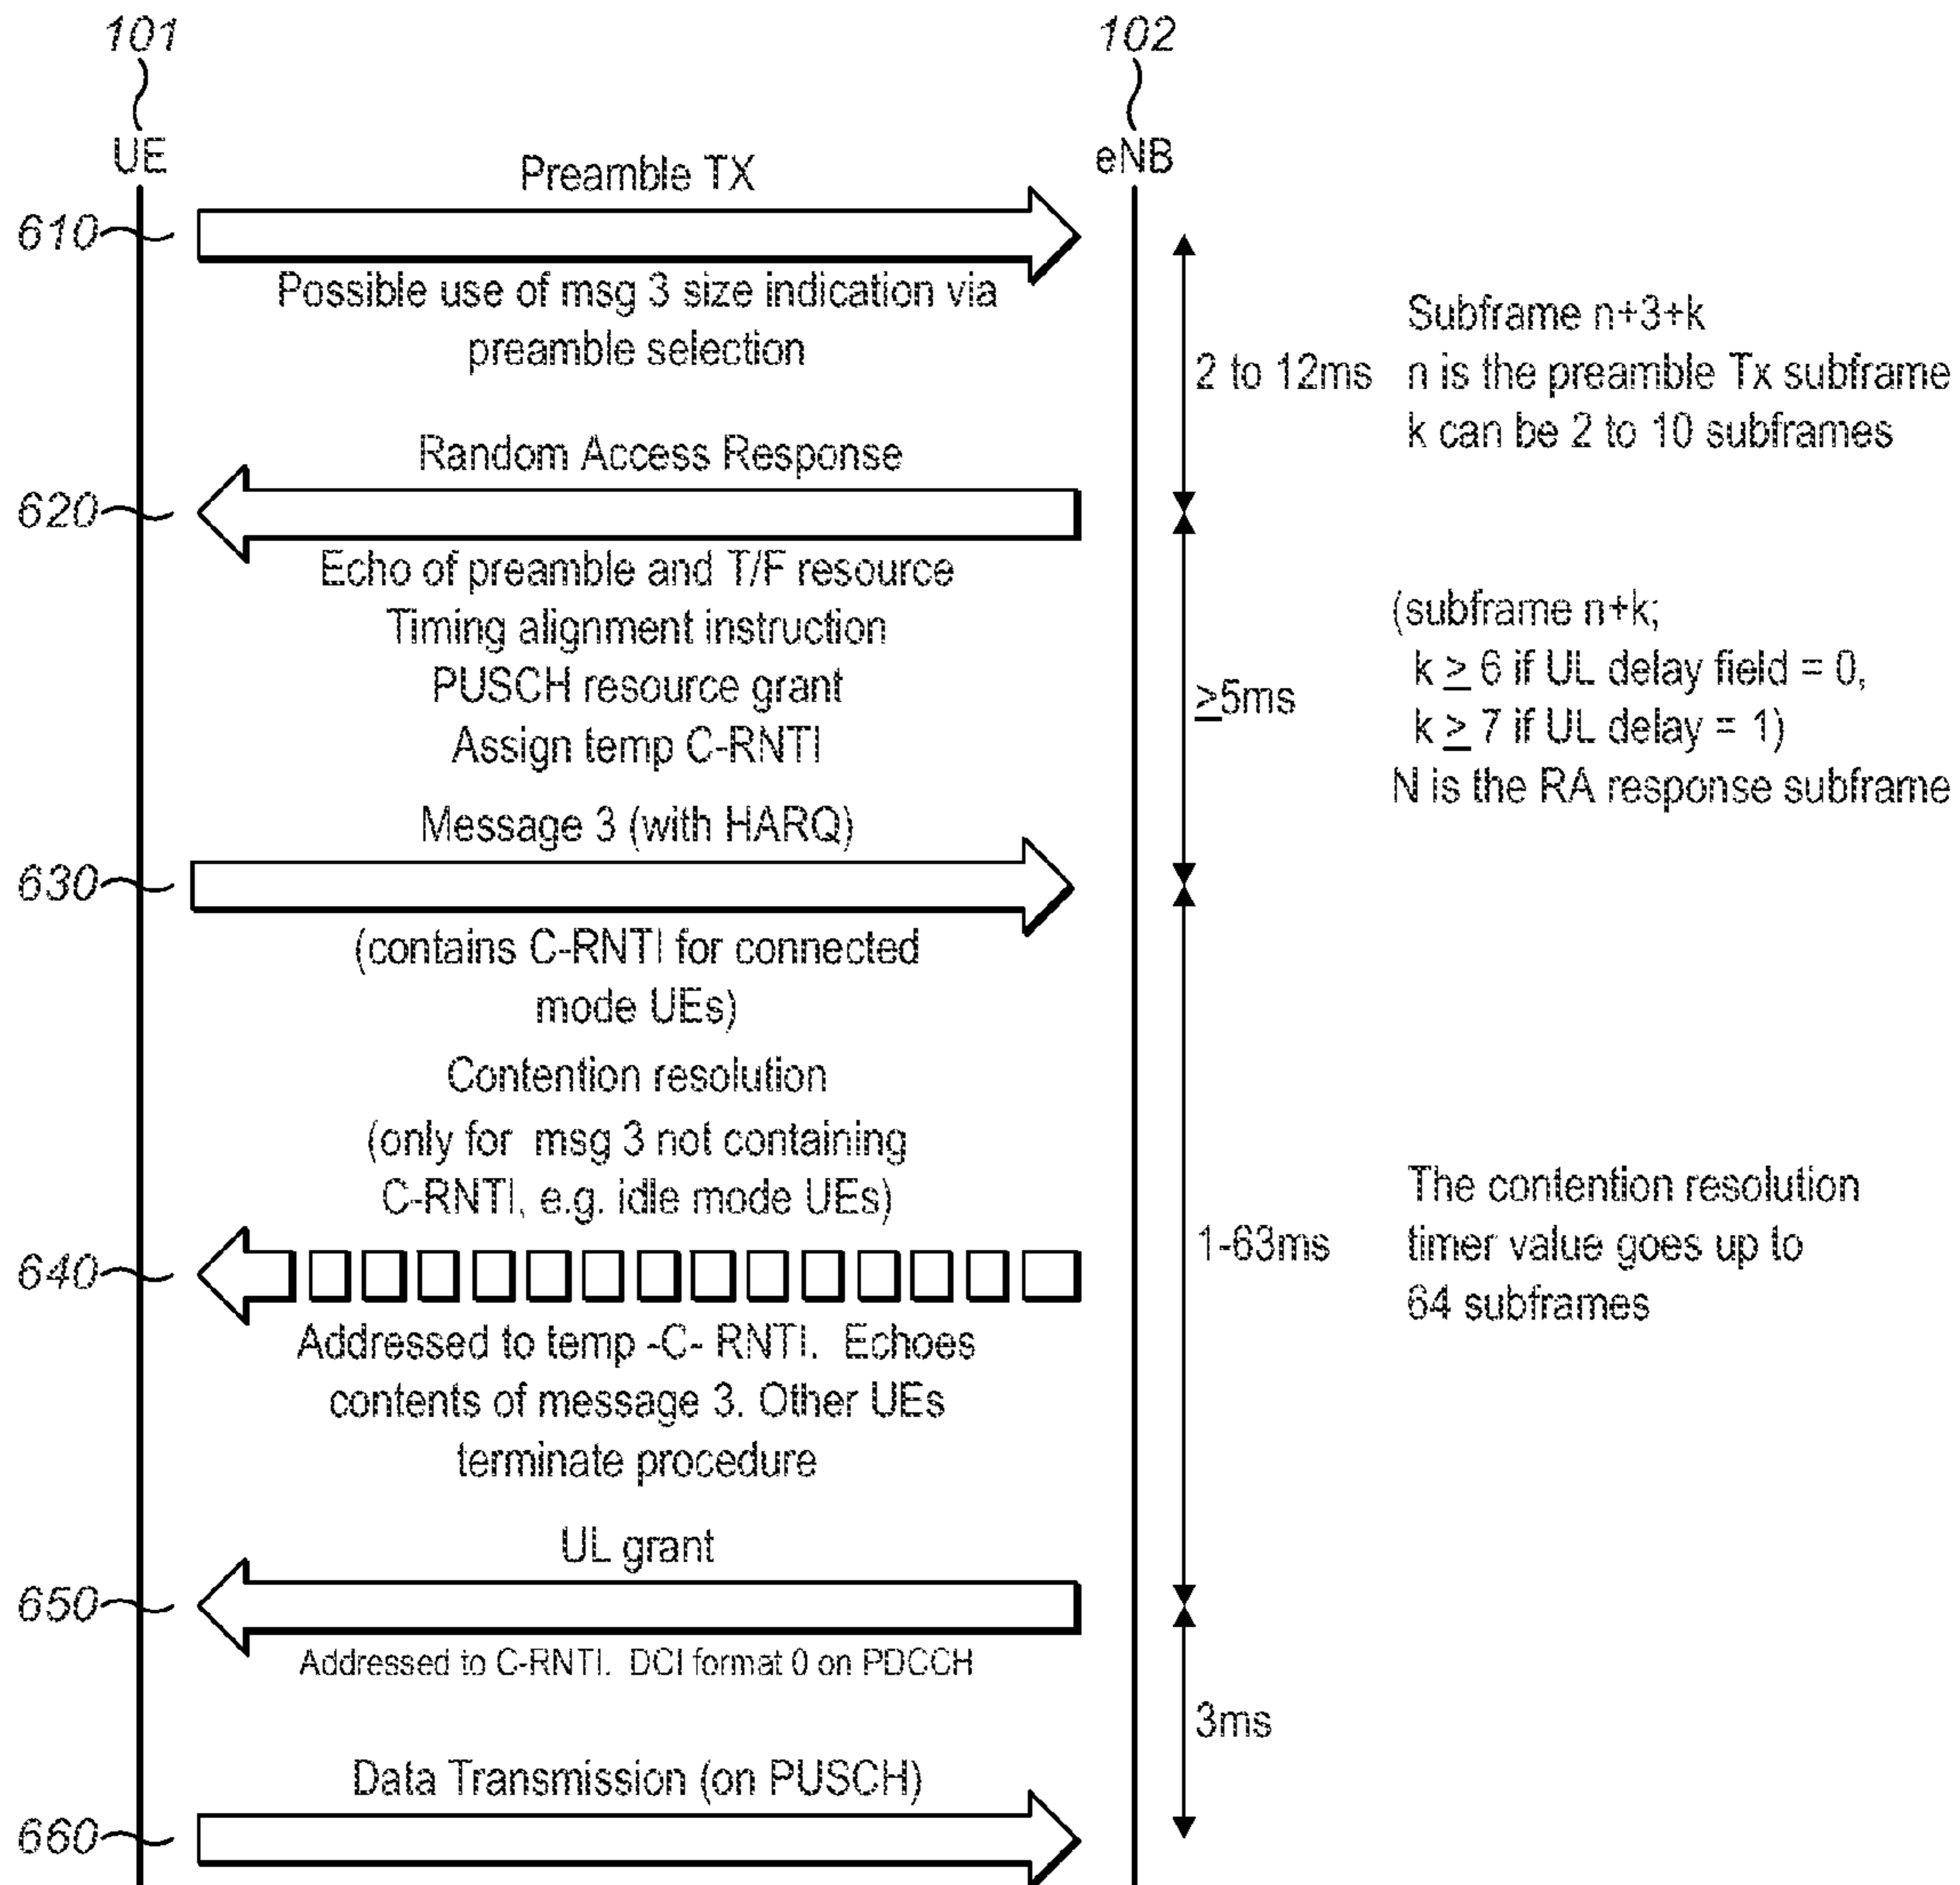 101
102
UE
eNB
Preamble TX
610
Possible use of msg 3 size indication via
preamble selection
2 to 12ms
Subframe n+3+k
n is the preamble Tx subframe
k can be 2 to 10 subframes
Random Access Response
620
Echo of preamble and T/F resource
Timing alignment instruction
PUSCH resource grant
Assign temp C-RNTI
≥5ms
(subframe n+k;
k ≥ 6 if UL delay field = 0,
k ≥ 7 if UL delay = 1)
N is the RA response subframe
Message 3 (with HARQ)
630
(contains C-RNTI for connected
mode UEs)
Contention resolution
(only for msg 3 not containing
C-RNTI, e.g. idle mode UEs)
640
1-63ms
The contention resolution
timer value goes up to
64 subframes
Addressed to temp -C- RNTI. Echoes
contents of message 3. Other UEs
terminate procedure
UL grant
650
Addressed to C-RNTI. DCI format 0 on PDCCH
3ms
Data Transmission (on PUSCH)
660